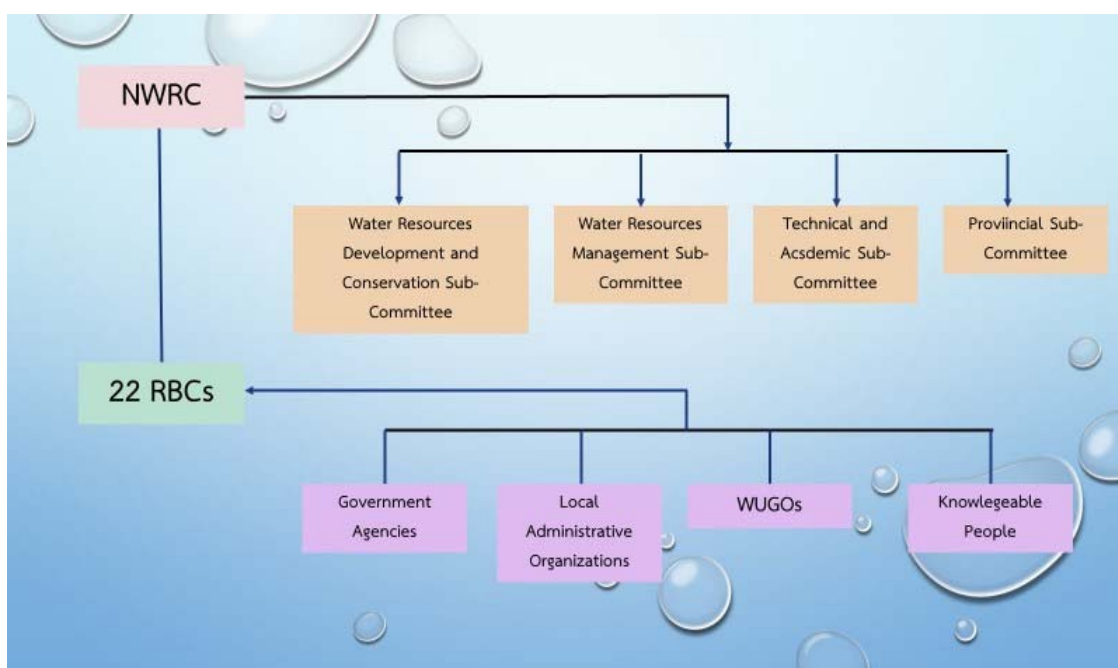 NWRC
Water Resources
Development and
Conservation Sub-
Committee
Water Resources
Management Sub-
Committee
Technical and
Acsdemic Sub-
Committee
Proviincial Sub-
Committee
22 RBCs
Government
Agencies
Local
Administrative
Organizations
WUGOs
Knowlegeable
People